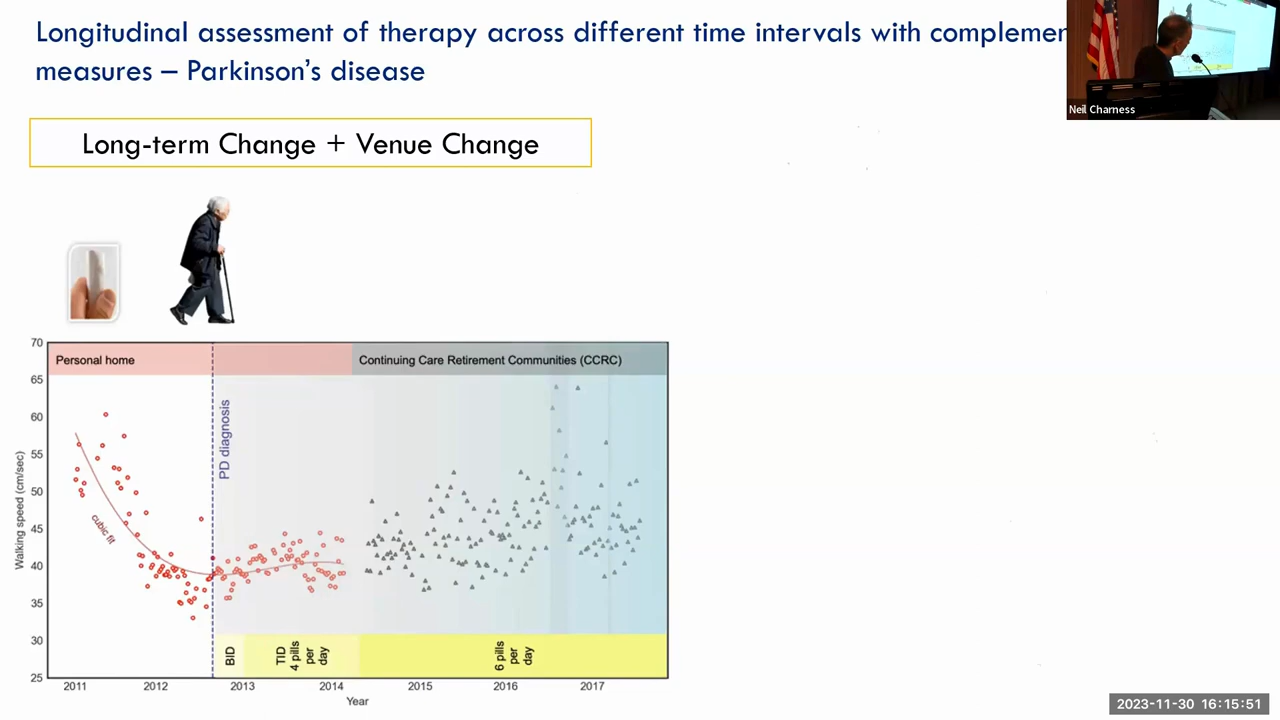 Longitudinal assessment of therapy across different time intervals with complemen
measures – Parkinson's disease
Neil Charness
Long-term Change + Venue Change
Personal home
Continuing Care Retirement Communities (CCRC)
70
65
60
55
50
45
40
35
30
25
Walking speed (cm/sec)
cubic fit
PD diagnosis
BID
TID
4 pills
per
day
6 pills
per
day
2011 2012 2013 2014 2015 2016 2017
Year
2023-11-30 16:15:51